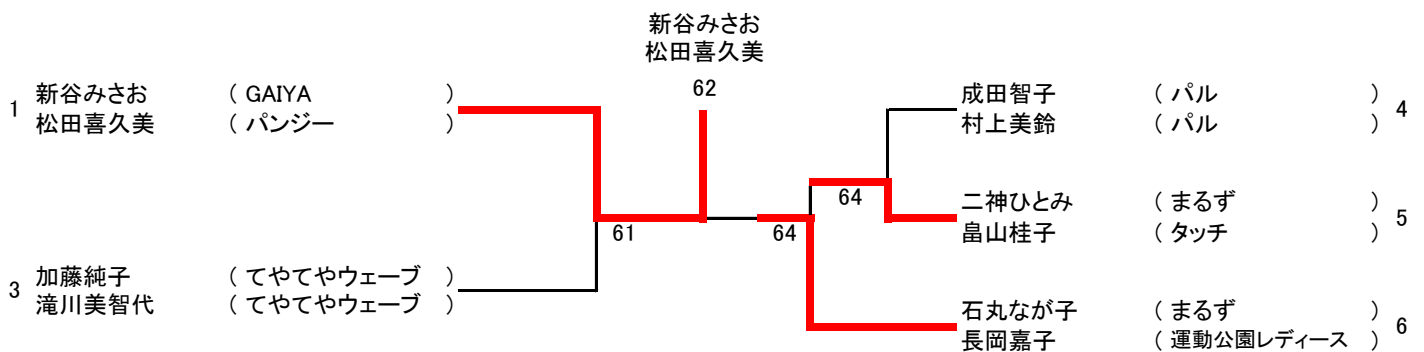 新谷みさお
松田喜久美
62
1 新谷みさお ( GAIYA )
松田喜久美 ( パンジー )
61
3 加藤純子 ( てやてやウェーブ )
滝川美智代 ( てやてやウェーブ )
成田智子 ( パル ) 4
村上美鈴 ( パル )
64
二神ひとみ ( まるず ) 5
畠山桂子 ( タッチ )
64
石丸なが子 ( まるず ) 6
長岡嘉子 ( 運動公園レディース )